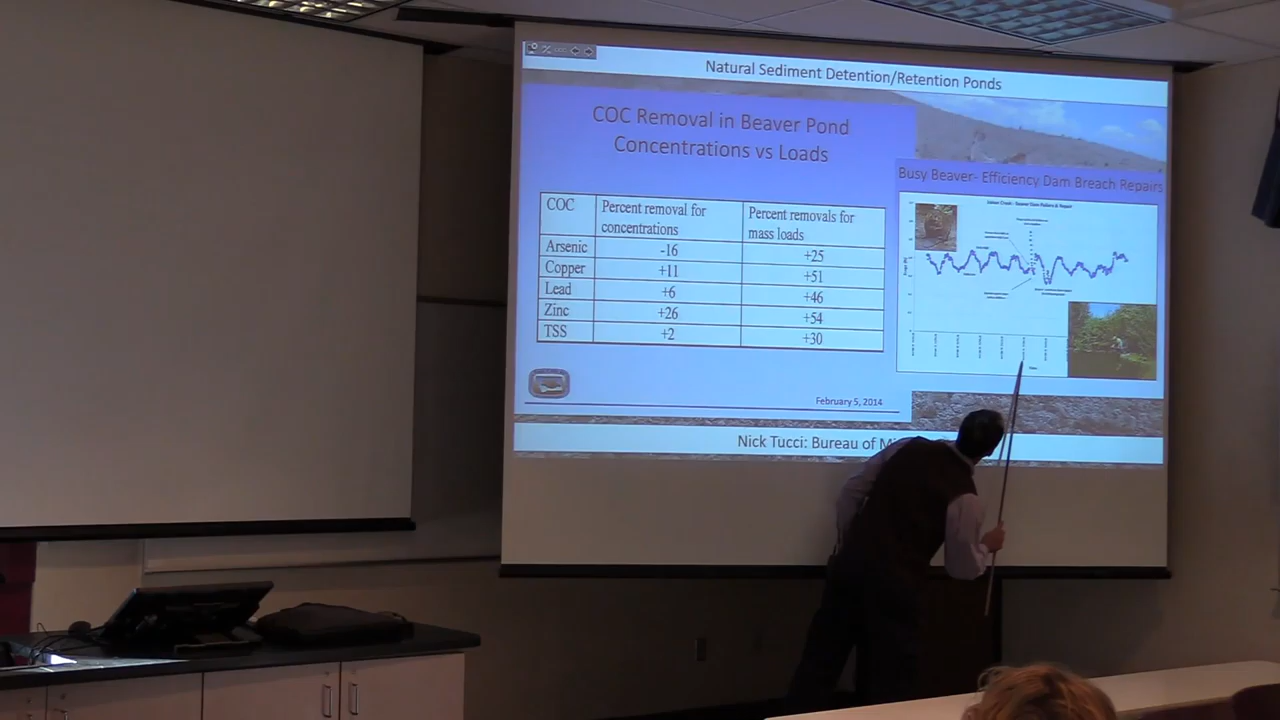 Natural Sediment Detention/Retention Ponds
COC Removal in Beaver Pond
Concentrations vs Loads
Busy Beaver- Efficiency Dam Breach Repairs
COC Percent removal for concentrations Percent removals for mass loads
Arsenic -16 +25
Copper +11 +51
Lead +6 +46
Zinc +26 +54
TSS +2 +30
February 5, 2014
Nick Tucci: Bureau of